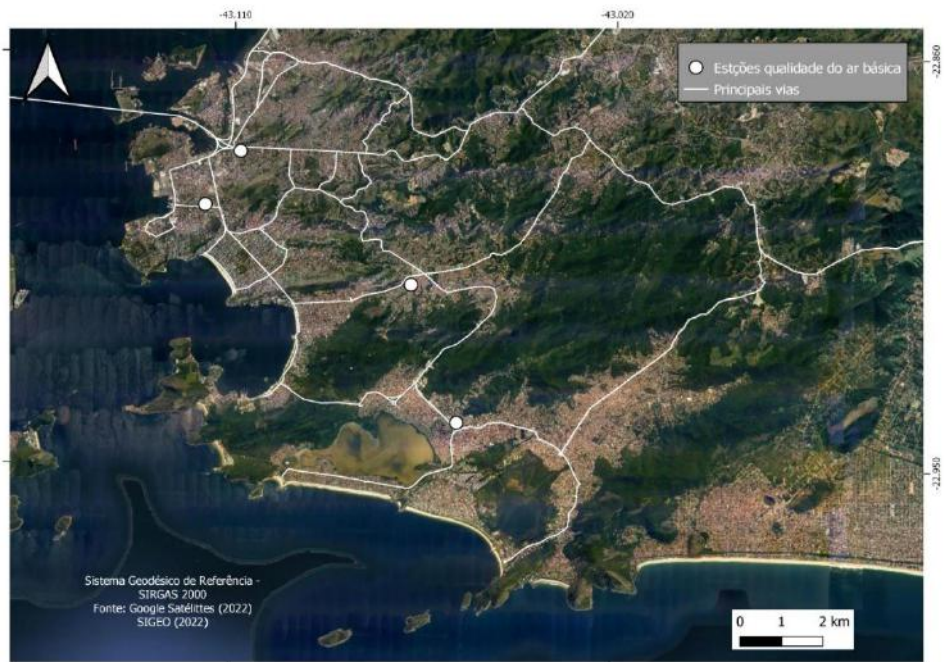 -43.110
-43.020
-22.860
Estções qualidade do ar básica
Principais vias
-22.950
Sistema Geodésico de Referência -
SIRGAS 2000
Fonte: Google Satélittes (2022)
SIGEO (2022)
0 1 2 km